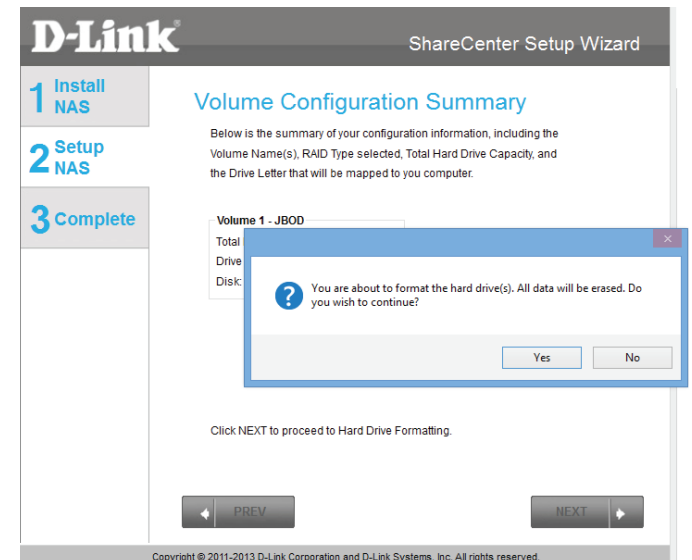 D-Link
ShareCenter Setup Wizard
1 Install
NAS
2 Setup
NAS
3 Complete
Volume Configuration Summary
Below is the summary of your configuration information, including the
Volume Name(s), RAID Type selected, Total Hard Drive Capacity, and
the Drive Letter that will be mapped to you computer.
Volume 1 - JBOD
Total
Drive
Disk:
×
? You are about to format the hard drive(s). All data will be erased. Do
you wish to continue?
Yes No
Click NEXT to proceed to Hard Drive Formatting.
PREV NEXT
Copyright © 2011-2013 D-Link Corporation and D-Link Systems, Inc. All rights reserved.